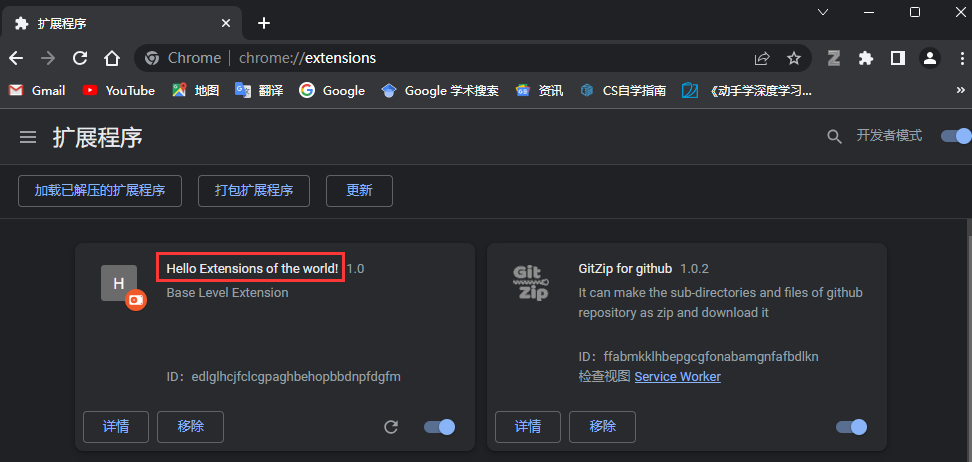 扩展程序
Chrome chrome://extensions
Gmail YouTube 地图 翻译 Google Google 学术搜索 资讯 CS自学指南 《动手学深度学习...
扩展程序 开发者模式
加载已解压的扩展程序 打包扩展程序 更新
H
Hello Extensions of the world! 1.0
Base Level Extension
ID：edlglhcjfclcgpaghbehopbbdnpfdgfm
详情 移除
Git Zip
GitZip for github 1.0.2
It can make the sub-directories and files of github
repository as zip and download it
ID：ffabmkklhbepgcgfonabamgnfafbdlkn
检查视图 Service Worker
详情 移除